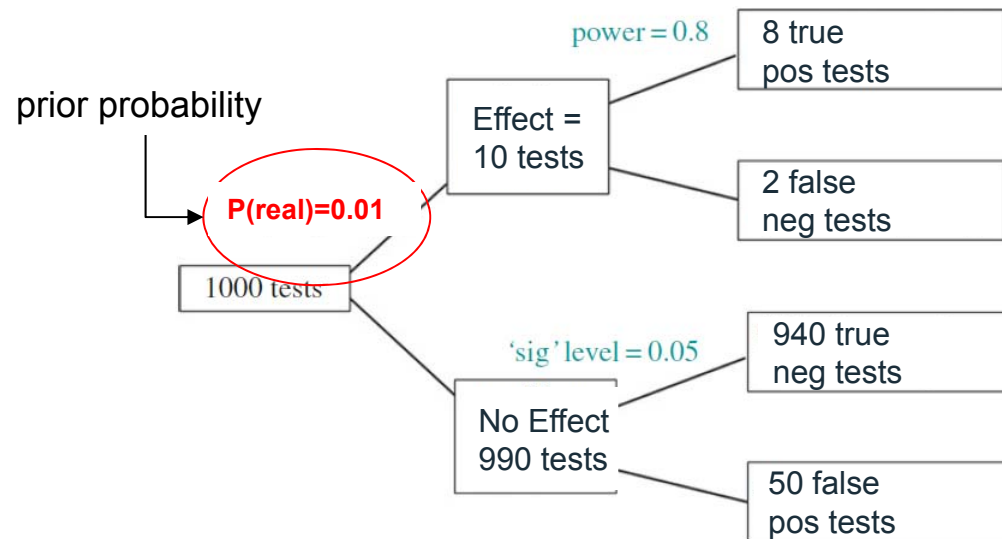 prior probability
P(real)=0.01
1000 tests
power = 0.8
Effect =
10 tests
8 true
pos tests
2 false
neg tests
‘sig’ level = 0.05
No Effect
990 tests
940 true
neg tests
50 false
pos tests